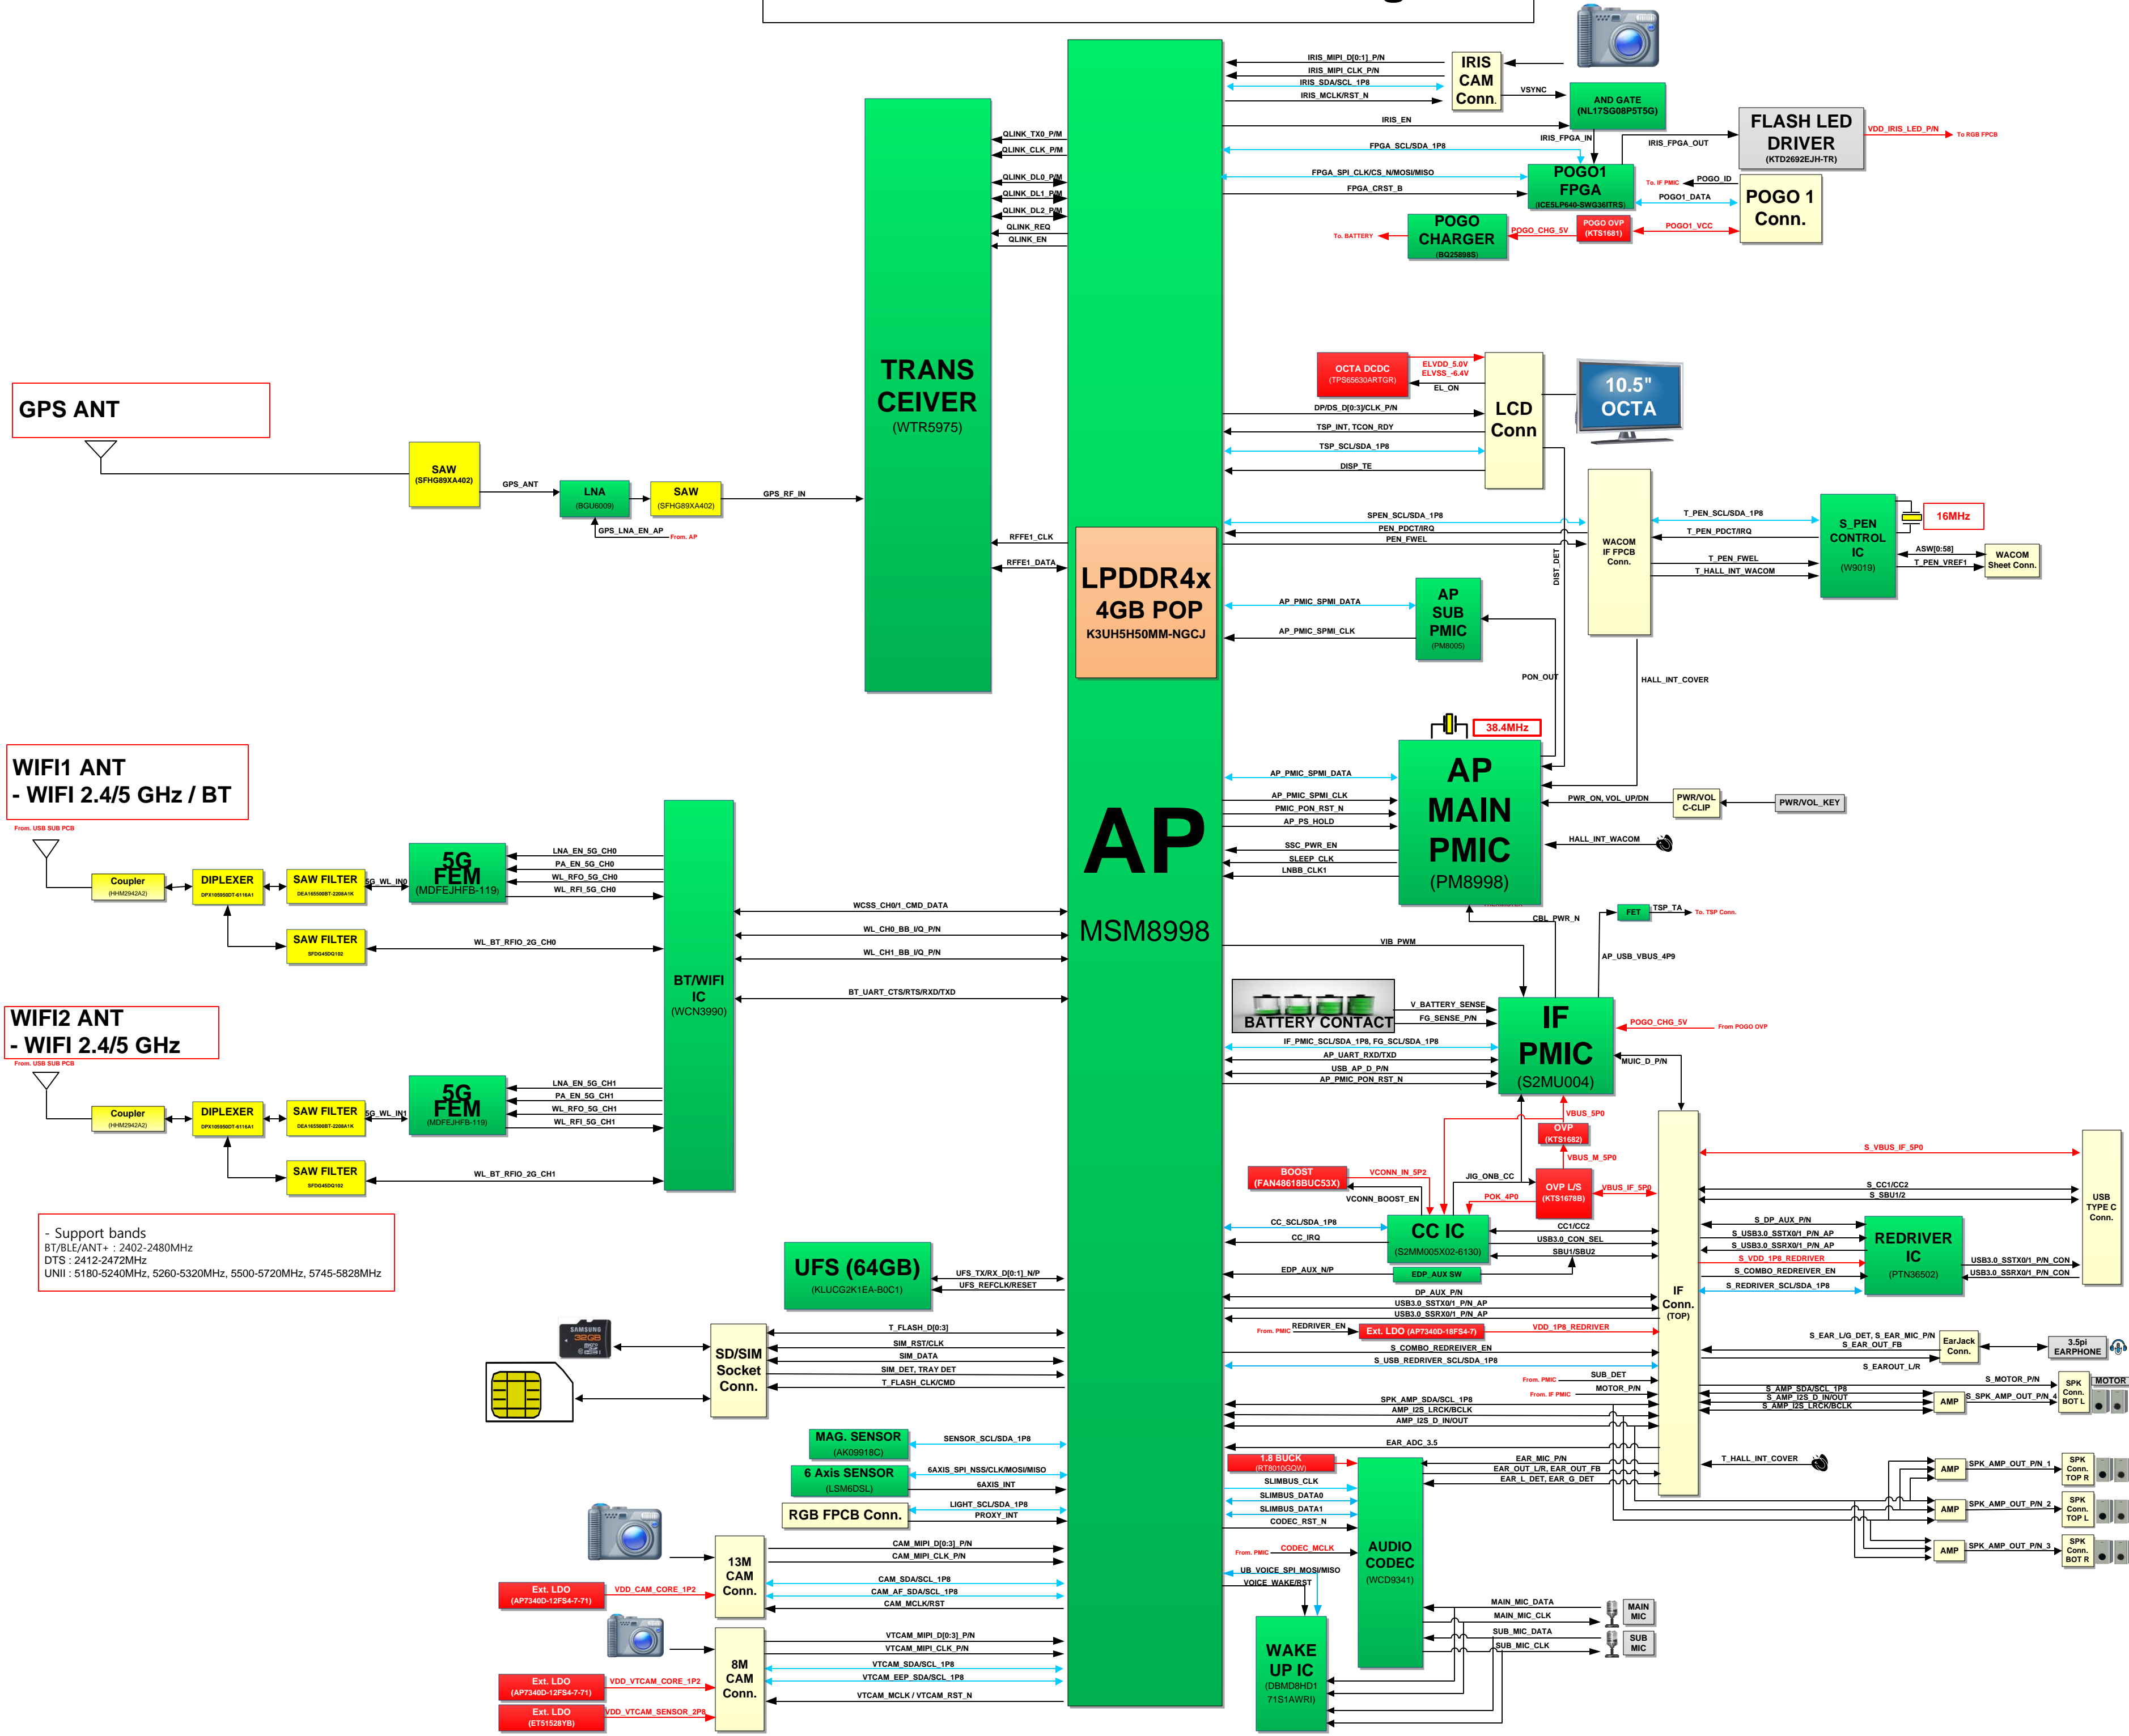 IRIS_MIPI_D[0:1]_P/N
IRIS_MIPI_CLK_P/N
IRIS_SDA/SCL_1P8
IRIS_MCLK/RST_N
IRIS
CAM
Conn.
VSYNC
AND GATE
(NL17SG08P5T5G)
IRIS_EN
IRIS_FPGA_IN
IRIS_FPGA_OUT
FLASH LED
DRIVER
(KTD2692EJH-TR)
VDD_IRIS_LED_P/N
To RGB FPCB
FPGA_SCL/SDA_1P8
FPGA_SPI_CLK/CS_N/MOSI/MISO
FPGA_CRST_B
POGO1
FPGA
(ICE5LP640-SWG36ITRS)
To. IF PMIC
POGO_ID
POGO1_DATA
POGO 1
Conn.
To. BATTERY
POGO
CHARGER
(BQ25898S)
POGO_CHG_5V
POGO OVP
(KTS1681)
POGO1_VCC
QLINK_TX0_P/M
QLINK_CLK_P/M
QLINK_DL0_P/M
QLINK_DL1_P/M
QLINK_DL2_P/M
QLINK_REQ
QLINK_EN
TRANS
CEIVER
(WTR5975)
GPS ANT
SAW
(SFHG89XA402)
GPS_ANT
LNA
(BGU6009)
SAW
(SFHG89XA402)
GPS_RF_IN
GPS_LNA_EN_AP
From. AP
RFFE1_CLK
RFFE1_DATA
LPDDR4x
4GB POP
K3UH5H50MM-NGCJ
AP
MSM8998
OCTA DCDC
(TPS65630ARTGR)
ELVDD_5.0V
ELVSS_-6.4V
EL_ON
LCD
Conn
10.5"
OCTA
DP/DS_D[0:3]/CLK_P/N
TSP_INT, TCON_RDY
TSP_SCL/SDA_1P8
DISP_TE
SPEN_SCL/SDA_1P8
PEN_PDCT/IRQ
PEN_FWEL
DIST_DET
WACOM
IF FPCB
Conn.
T_PEN_SCL/SDA_1P8
T_PEN_PDCT/IRQ
T_PEN_FWEL
T_HALL_INT_WACOM
S_PEN
CONTROL
IC
(W9019)
16MHz
ASW[0:58]
T_PEN_VREF1
WACOM
Sheet Conn.
AP_PMIC_SPMI_DATA
AP_PMIC_SPMI_CLK
AP
SUB
PMIC
(PM8005)
PON_OUT
HALL_INT_COVER
38.4MHz
AP
MAIN
PMIC
(PM8998)
AP_PMIC_SPMI_DATA
AP_PMIC_SPMI_CLK
PMIC_PON_RST_N
AP_PS_HOLD
SSC_PWR_EN
SLEEP_CLK
LNBB_CLK1
PWR_ON, VOL_UP/DN
PWR/VOL
C-CLIP
PWR/VOL_KEY
HALL_INT_WACOM
CBL_PWR_N
FET
TSP_TA
To. TSP Conn.
VIB_PWM
AP_USB_VBUS_4P9
WIFI1 ANT
- WIFI 2.4/5 GHz / BT
From. USB SUB PCB
Coupler
(HHM2942A2)
DIPLEXER
DPX105950DT-6116A1
SAW FILTER
DEA165500BT-2208A1K
5G_WL_IN0
5G
FEM
(MDFEJHFB-119)
LNA_EN_5G_CH0
PA_EN_5G_CH0
WL_RFO_5G_CH0
WL_RFI_5G_CH0
SAW FILTER
SFDG45DQ102
WL_BT_RFIO_2G_CH0
WIFI2 ANT
- WIFI 2.4/5 GHz
From. USB SUB PCB
Coupler
(HHM2942A2)
DIPLEXER
DPX105950DT-6116A1
SAW FILTER
DEA165500BT-2208A1K
5G_WL_IN1
5G
FEM
(MDFEJHFB-119)
LNA_EN_5G_CH1
PA_EN_5G_CH1
WL_RFO_5G_CH1
WL_RFI_5G_CH1
SAW FILTER
SFDG45DQ102
WL_BT_RFIO_2G_CH1
BT/WIFI
IC
(WCN3990)
WCSS_CH0/1_CMD_DATA
WL_CH0_BB_I/Q_P/N
WL_CH1_BB_I/Q_P/N
BT_UART_CTS/RTS/RXD/TXD
- Support bands
BT/BLE/ANT+ : 2402-2480MHz
DTS : 2412-2472MHz
UNII : 5180-5240MHz, 5260-5320MHz, 5500-5720MHz, 5745-5828MHz
BATTERY CONTACT
V_BATTERY_SENSE
FG_SENSE_P/N
IF
PMIC
(S2MU004)
POGO_CHG_5V
From POGO OVP
MUIC_D_P/N
IF_PMIC_SCL/SDA_1P8, FG_SCL/SDA_1P8
AP_UART_RXD/TXD
USB_AP_D_P/N
AP_PMIC_PON_RST_N
VBUS_5P0
OVP
(KTS1682)
VBUS_M_5P0
BOOST
(FAN48618BUC53X)
VCONN_IN_5P2
VCONN_BOOST_EN
JIG_ONB_CC
POK_4P0
OVP L/S
(KTS1678B)
VBUS_IF_5P0
CC_SCL/SDA_1P8
CC_IRQ
CC IC
(S2MM005X02-6130)
CC1/CC2
USB3.0_CON_SEL
SBU1/SBU2
EDP_AUX_N/P
EDP_AUX SW
DP_AUX_P/N
USB3.0_SSTX0/1_P/N_AP
USB3.0_SSRX0/1_P/N_AP
From. PMIC
REDRIVER_EN
Ext. LDO (AP7340D-18FS4-7)
VDD_1P8_REDRIVER
S_COMBO_REDREIVER_EN
S_USB_REDRIVER_SCL/SDA_1P8
From. PMIC
SUB_DET
From. IF PMIC
MOTOR_P/N
SPK_AMP_SDA/SCL_1P8
AMP_I2S_LRCK/BCLK
AMP_I2S_D_IN/OUT
EAR_ADC_3.5
IF
Conn.
(TOP)
S_VBUS_IF_5P0
S_CC1/CC2
S_SBU1/2
USB
TYPE C
Conn.
S_DP_AUX_P/N
S_USB3.0_SSTX0/1_P/N_AP
S_USB3.0_SSRX0/1_P/N_AP
S_VDD_1P8_REDRIVER
S_COMBO_REDREIVER_EN
S_REDRIVER_SCL/SDA_1P8
REDRIVER
IC
(PTN36502)
USB3.0_SSTX0/1_P/N_CON
USB3.0_SSRX0/1_P/N_CON
S_EAR_L/G_DET, S_EAR_MIC_P/N
S_EAR_OUT_FB
S_EAROUT_L/R
EarJack
Conn.
3.5pi
EARPHONE
S_MOTOR_P/N
S_AMP_SDA/SCL_1P8
S_AMP_I2S_D_IN/OUT
S_AMP_I2S_LRCK/BCLK
AMP
S_SPK_AMP_OUT_P/N_4
SPK
Conn.
BOT L
MOTOR
T_HALL_INT_COVER
AMP
SPK_AMP_OUT_P/N_1
SPK
Conn.
TOP R
AMP
SPK_AMP_OUT_P/N_2
SPK
Conn.
TOP L
AMP
SPK_AMP_OUT_P/N_3
SPK
Conn.
BOT R
UFS (64GB)
(KLUCG2K1EA-B0C1)
UFS_TX/RX_D[0:1]_N/P
UFS_REFCLK/RESET
SAMSUNG
32GB
SD/SIM
Socket
Conn.
T_FLASH_D[0:3]
SIM_RST/CLK
SIM_DATA
SIM_DET, TRAY DET
T_FLASH_CLK/CMD
MAG. SENSOR
(AK09918C)
SENSOR_SCL/SDA_1P8
6 Axis SENSOR
(LSM6DSL)
6AXIS_SPI_NSS/CLK/MOSI/MISO
6AXIS_INT
RGB FPCB Conn.
LIGHT_SCL/SDA_1P8
PROXY_INT
13M
CAM
Conn.
CAM_MIPI_D[0:3]_P/N
CAM_MIPI_CLK_P/N
CAM_SDA/SCL_1P8
CAM_AF_SDA/SCL_1P8
CAM_MCLK/RST
Ext. LDO
(AP7340D-12FS4-7-71)
VDD_CAM_CORE_1P2
8M
CAM
Conn.
VTCAM_MIPI_D[0:3]_P/N
VTCAM_MIPI_CLK_P/N
VTCAM_SDA/SCL_1P8
VTCAM_EEP_SDA/SCL_1P8
VTCAM_MCLK / VTCAM_RST_N
Ext. LDO
(AP7340D-12FS4-7-71)
VDD_VTCAM_CORE_1P2
Ext. LDO
(ET51528YB)
VDD_VTCAM_SENSOR_2P8
1.8 BUCK
(RT8010GQW)
SLIMBUS_CLK
SLIMBUS_DATA0
SLIMBUS_DATA1
CODEC_RST_N
From. PMIC
CODEC_MCLK
AUDIO
CODEC
(WCD9341)
EAR_MIC_P/N
EAR_OUT_L/R, EAR_OUT_FB
EAR_L_DET, EAR_G_DET
UB_VOICE_SPI_MOSI/MISO
VOICE_WAKE/RST
WAKE
UP IC
(DBMD8HD1
71S1AWRI)
MAIN_MIC_DATA
MAIN_MIC_CLK
SUB_MIC_DATA
SUB_MIC_CLK
MAIN
MIC
SUB
MIC